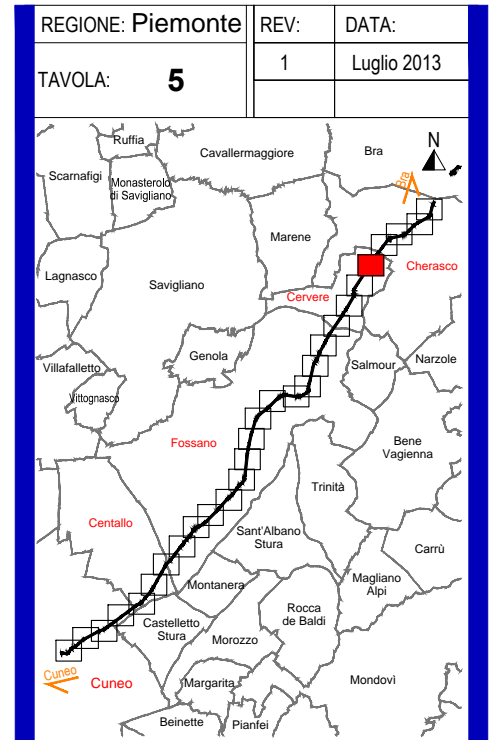 REGIONE: Piemonte
REV:
DATA:
TAVOLA: 5
1
Luglio 2013
Ruffia
Cavallermaggiore
Bra
N
Scarnafigi
Monasterolo
di Savigliano
Bra
Marene
Cherasco
Lagnasco
Savigliano
Cervere
Genola
Salmour
Narzole
Villafalletto
Vittognasco
Fossano
Bene
Vagienna
Trinità
Centallo
Sant'Albano
Stura
Carrù
Magliano
Alpi
Montanera
Rocca
de Baldi
Castelletto
Stura
Morozzo
Cuneo
Cuneo
Margarita
Mondovì
Beinette
Pianfei